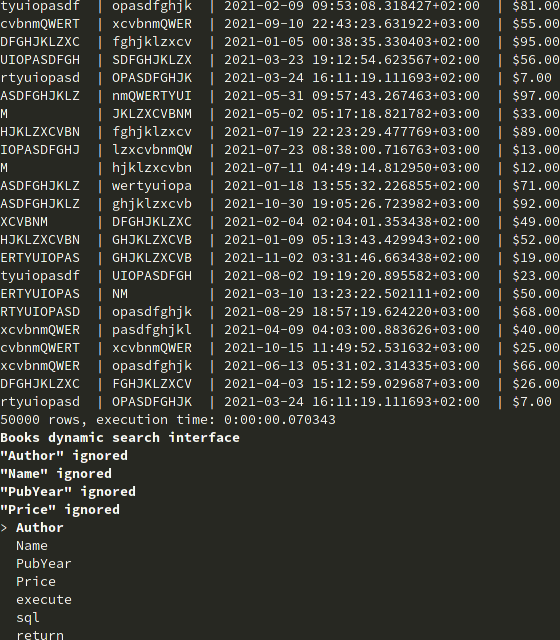 tyuiopasdf | opasdfghjk | 2021-02-09 09:53:08.318427+02:00 | $81.00
cvbnmQWERT | xcvbnmQWER | 2021-09-10 22:43:23.631922+03:00 | $55.00
DFGHJKLZXC | fghjklzxcv | 2021-01-05 00:38:35.330403+02:00 | $95.00
UIOPASDFGH | SDFGHJKLZX | 2021-03-23 19:12:54.623567+02:00 | $56.00
rtyuiopasd | OPASDFGHJK | 2021-03-24 16:11:19.111693+02:00 | $7.00
ASDFGHJKLZ | nmQWERTYUI | 2021-05-31 09:57:43.267463+03:00 | $97.00
M | JKLZXCVBNM | 2021-05-02 05:17:18.821782+03:00 | $33.00
HJKLZXCVBN | fghjklzxcv | 2021-07-19 22:23:29.477769+03:00 | $89.00
IOPASDFGHJ | lzxcvbnmQW | 2021-07-23 08:38:00.716763+03:00 | $13.00
M | hjklzxcvbn | 2021-07-11 04:49:14.812950+03:00 | $12.00
ASDFGHJKLZ | wertyuiopa | 2021-01-18 13:55:32.226855+02:00 | $71.00
ASDFGHJKLZ | ghjklzxcvb | 2021-10-30 19:05:26.723982+03:00 | $92.00
XCVBNM | DFGHJKLZXC | 2021-02-04 02:04:01.353438+02:00 | $49.00
HJKLZXCVBN | GHJKLZXCVB | 2021-01-09 05:13:43.429943+02:00 | $52.00
ERTYUIOPAS | GHJKLZXCVB | 2021-11-02 03:31:46.663438+02:00 | $19.00
tyuiopasdf | UIOPASDFGH | 2021-08-02 19:19:20.895582+03:00 | $23.00
ERTYUIOPAS | NM | 2021-03-10 13:23:22.502111+02:00 | $50.00
RTYUIOPASD | opasdfghjk | 2021-08-29 18:57:19.624220+03:00 | $68.00
xcvbnmQWER | pasdfghjkl | 2021-04-09 04:03:00.883626+03:00 | $40.00
cvbnmQWERT | xcvbnmQWER | 2021-10-15 11:49:52.531632+03:00 | $25.00
xcvbnmQWER | opasdfghjk | 2021-06-13 05:31:02.314335+03:00 | $66.00
DFGHJKLZXC | FGHJKLZXCV | 2021-04-03 15:12:59.029687+03:00 | $26.00
rtyuiopasd | OPASDFGHJK | 2021-03-24 16:11:19.111693+02:00 | $7.00
50000 rows, execution time: 0:00:00.070343
Books dynamic search interface
"Author" ignored
"Name" ignored
"PubYear" ignored
"Price" ignored
> Author
Name
PubYear
Price
execute
sql
return